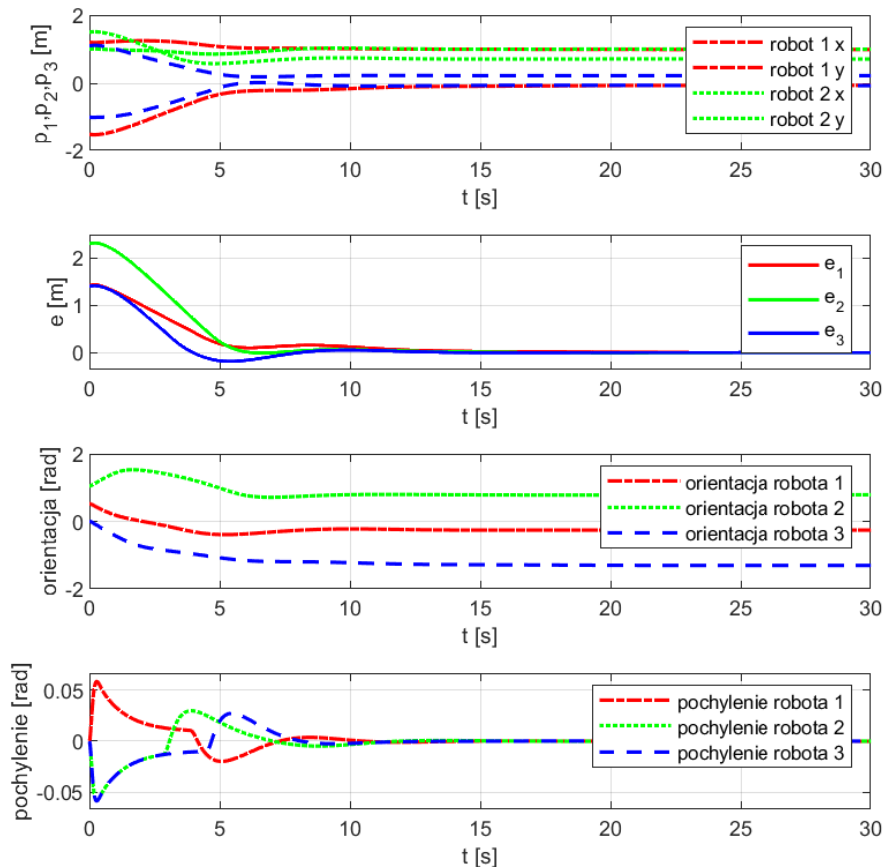 p1,p2,p3 [m]
2
0
-2
0 5 10 15 20 25 30
t [s]
robot 1 x
robot 1 y
robot 2 x
robot 2 y
e [m]
2
1
0
0 5 10 15 20 25 30
t [s]
e1
e2
e3
orientacja [rad]
2
0
-2
0 5 10 15 20 25 30
t [s]
orientacja robota 1
orientacja robota 2
orientacja robota 3
pochylenie [rad]
0.05
0
-0.05
0 5 10 15 20 25 30
t [s]
pochylenie robota 1
pochylenie robota 2
pochylenie robota 3